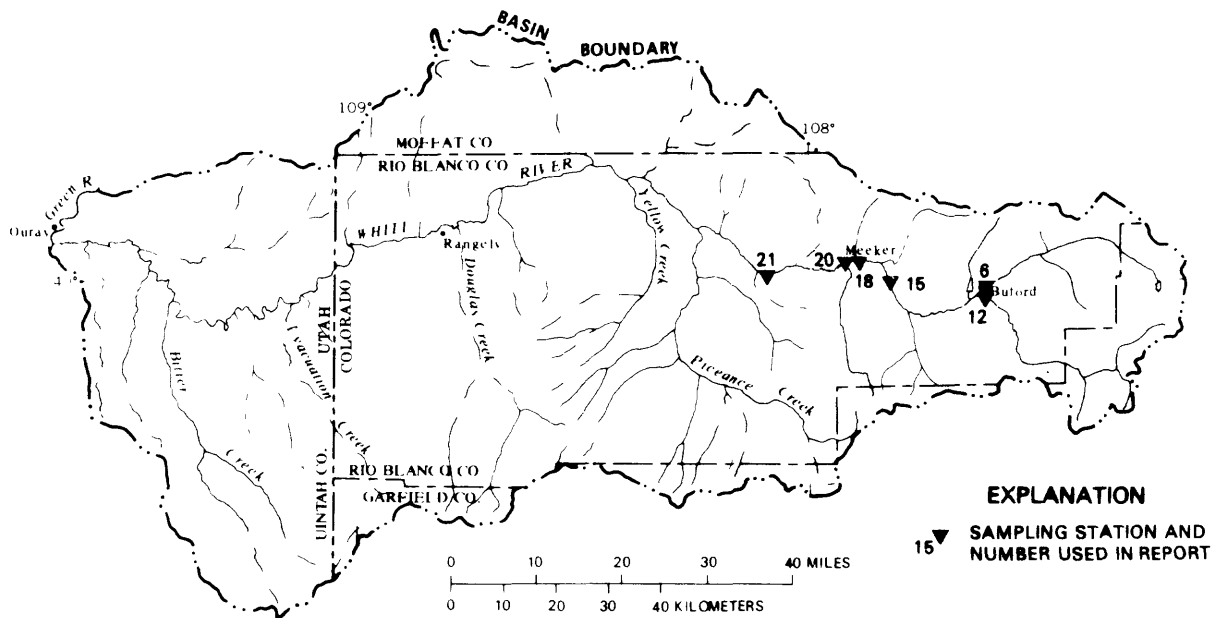 BASIN
BOUNDARY
109°
108°
MOFFAT CO
RIO BLANCO CO
RIVER
Green R.
Ouray
WHITE
Rangely
Yellow Creek
Douglas Creek
21
20
Meeker
18
15
6
Buford
12
UTAH
COLORADO
Evacuation
Creek
Bitter
Creek
Piceance
Creek
UINTAH CO.
RIO BLANCO CO
GARFIELD CO.
EXPLANATION
15 SAMPLING STATION AND
NUMBER USED IN REPORT
0 10 20 30 40 MILES
0 10 20 30 40 KILOMETERS